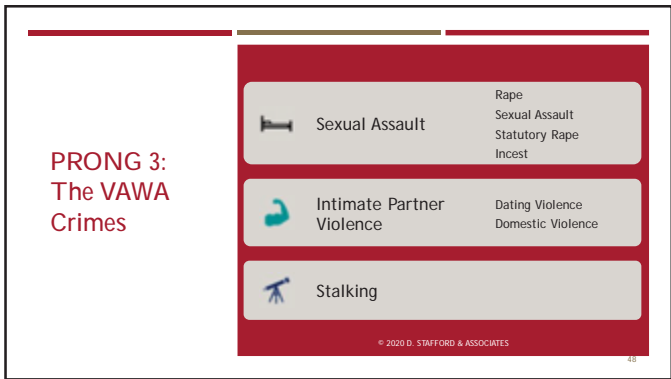 PRONG 3:
The VAWA
Crimes
Sexual Assault
Rape
Sexual Assault
Statutory Rape
Incest
Intimate Partner
Violence
Dating Violence
Domestic Violence
Stalking
© 2020 D. STAFFORD & ASSOCIATES
48